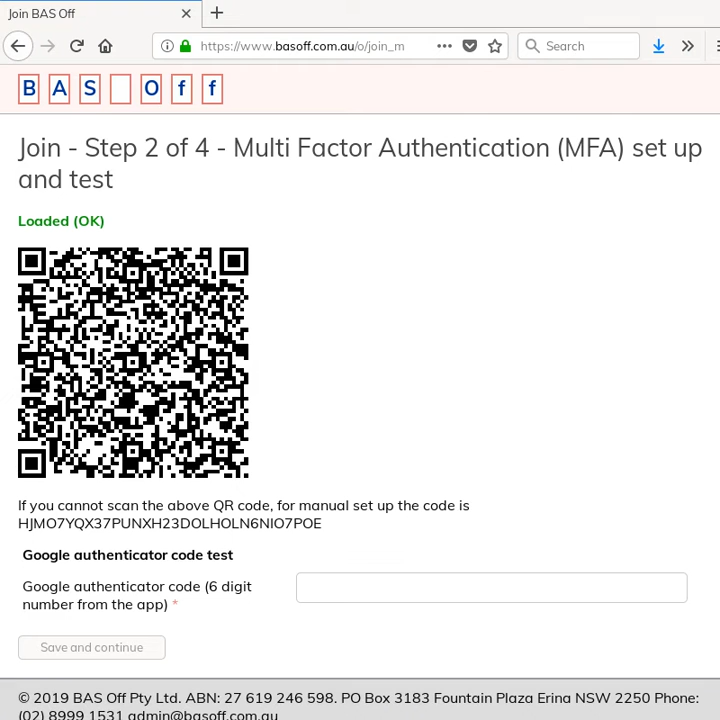 Join BAS Off
https://www.basoff.com.au/o/join_m
Search
BAS Off
Join - Step 2 of 4 - Multi Factor Authentication (MFA) set up
and test
Loaded (OK)
If you cannot scan the above QR code, for manual set up the code is
HJMO7YQX37PUNXH23DOLHOLN6NIO7POE
Google authenticator code test
Google authenticator code (6 digit
number from the app) *
Save and continue
© 2019 BAS Off Pty Ltd. ABN: 27 619 246 598. PO Box 3183 Fountain Plaza Erina NSW 2250 Phone:
(02) 8999 1531 admin@basoff.com.au